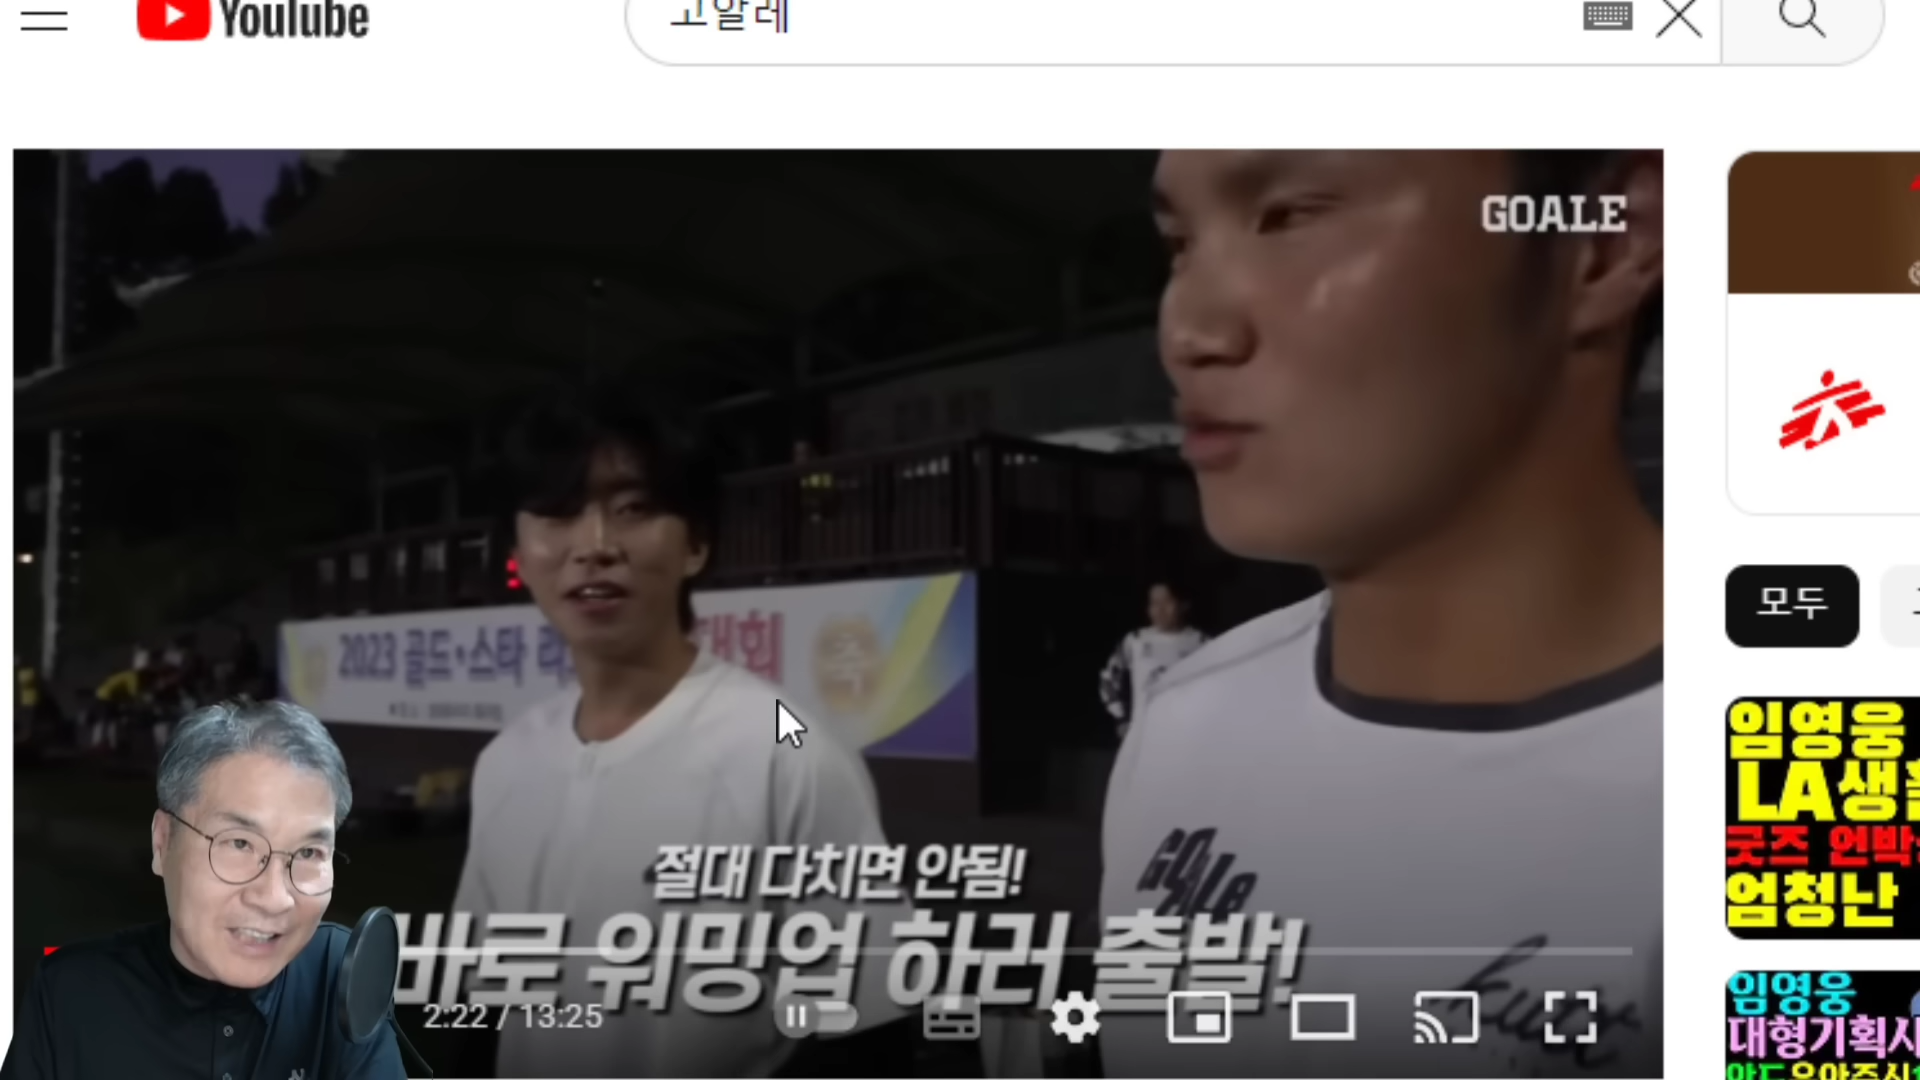 YouTube
고알레
GOALE
2023 골드·스타
대회
축
GOALE
절대 다치면 안됨!
바로 워밍업 하러 출발!
2:22 / 13:25
모두
임영웅
LA생
굿즈 언박
엄청난
임영웅
대형기획사